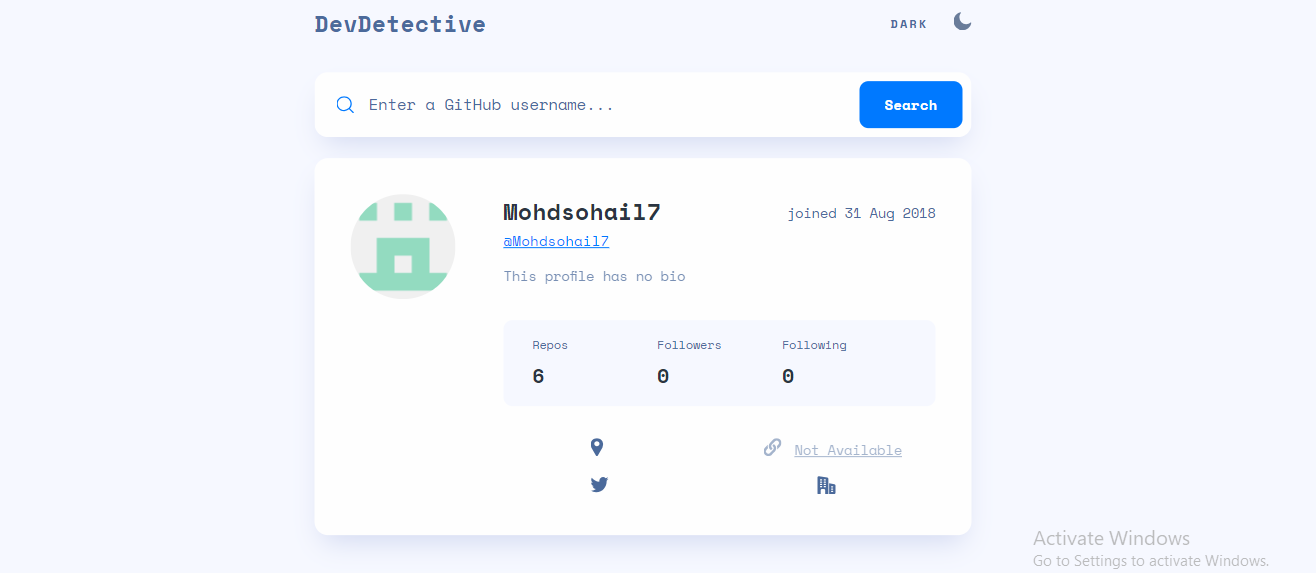 DevDetective
DARK
Enter a GitHub username...
Search
Mohdsohail7
joined 31 Aug 2018
@Mohdsohail7
This profile has no bio
Repos Followers Following
6 0 0
Not Available
Activate Windows
Go to Settings to activate Windows.